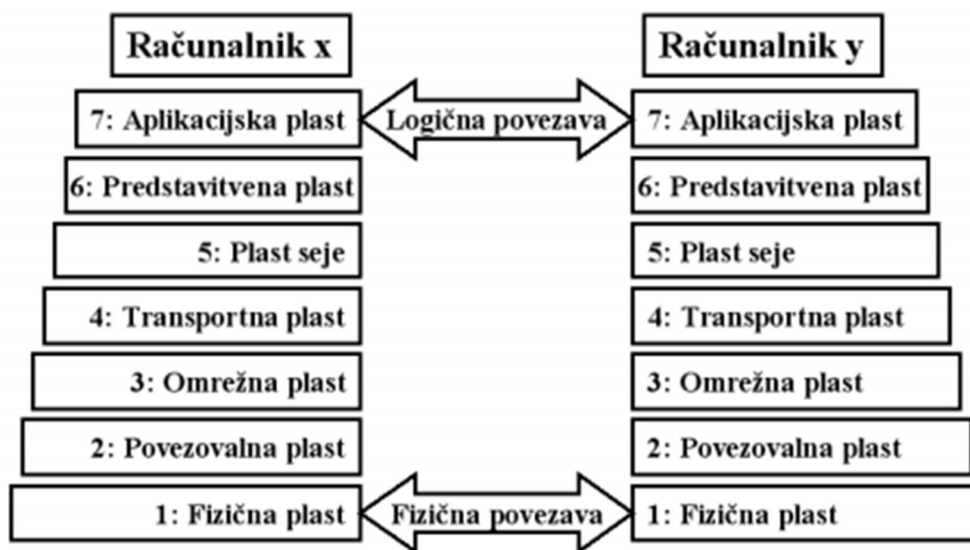 Računalnik x
Računalnik y
7: Aplikacijska plast
Logična povezava
7: Aplikacijska plast
6: Predstavitvena plast
6: Predstavitvena plast
5: Plast seje
5: Plast seje
4: Transportna plast
4: Transportna plast
3: Omrežna plast
3: Omrežna plast
2: Povezovalna plast
2: Povezovalna plast
1: Fizična plast
Fizična povezava
1: Fizična plast